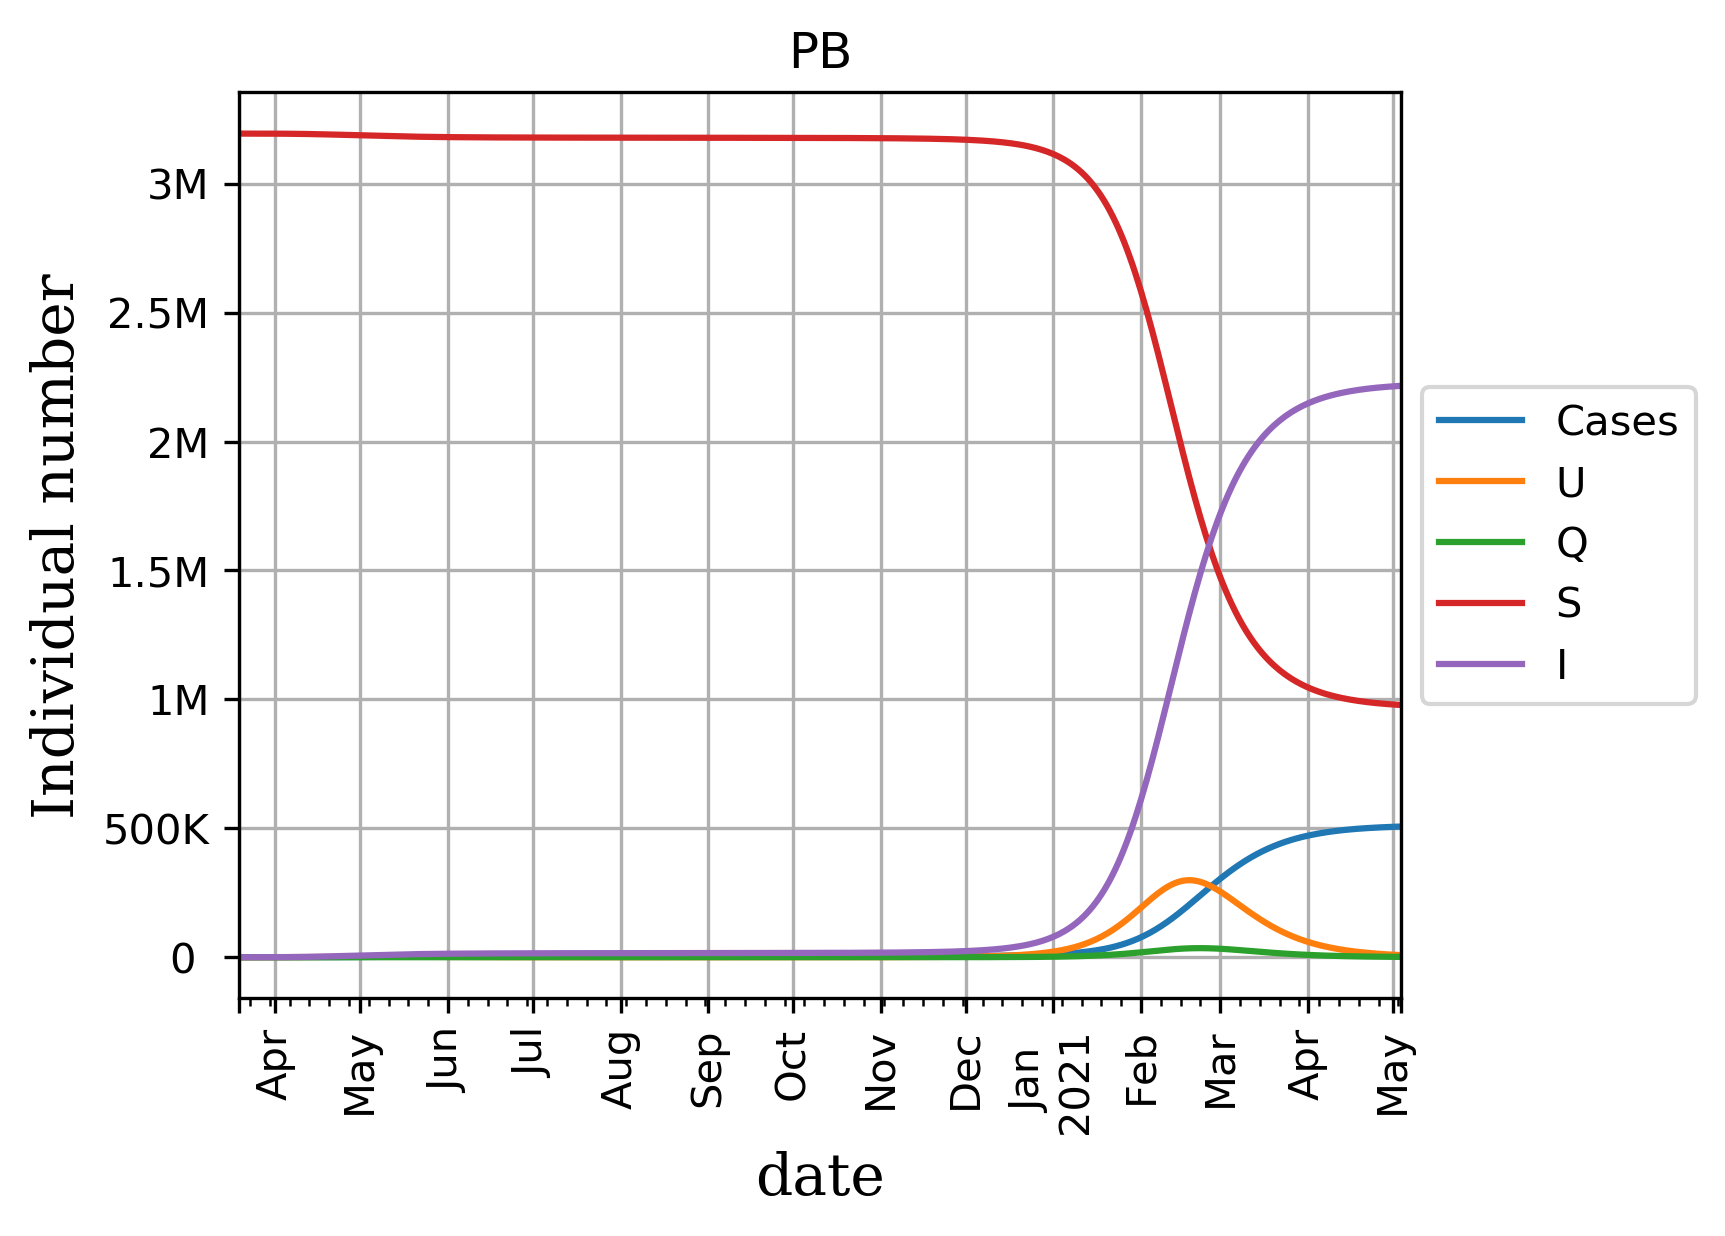 PB
Individual number
3M
2.5M
2M
1.5M
1M
500K
0
Apr
May
Jun
Jul
Aug
Sep
Oct
Nov
Dec
Jan
2021
Feb
Mar
Apr
May
date
Cases
U
Q
S
I